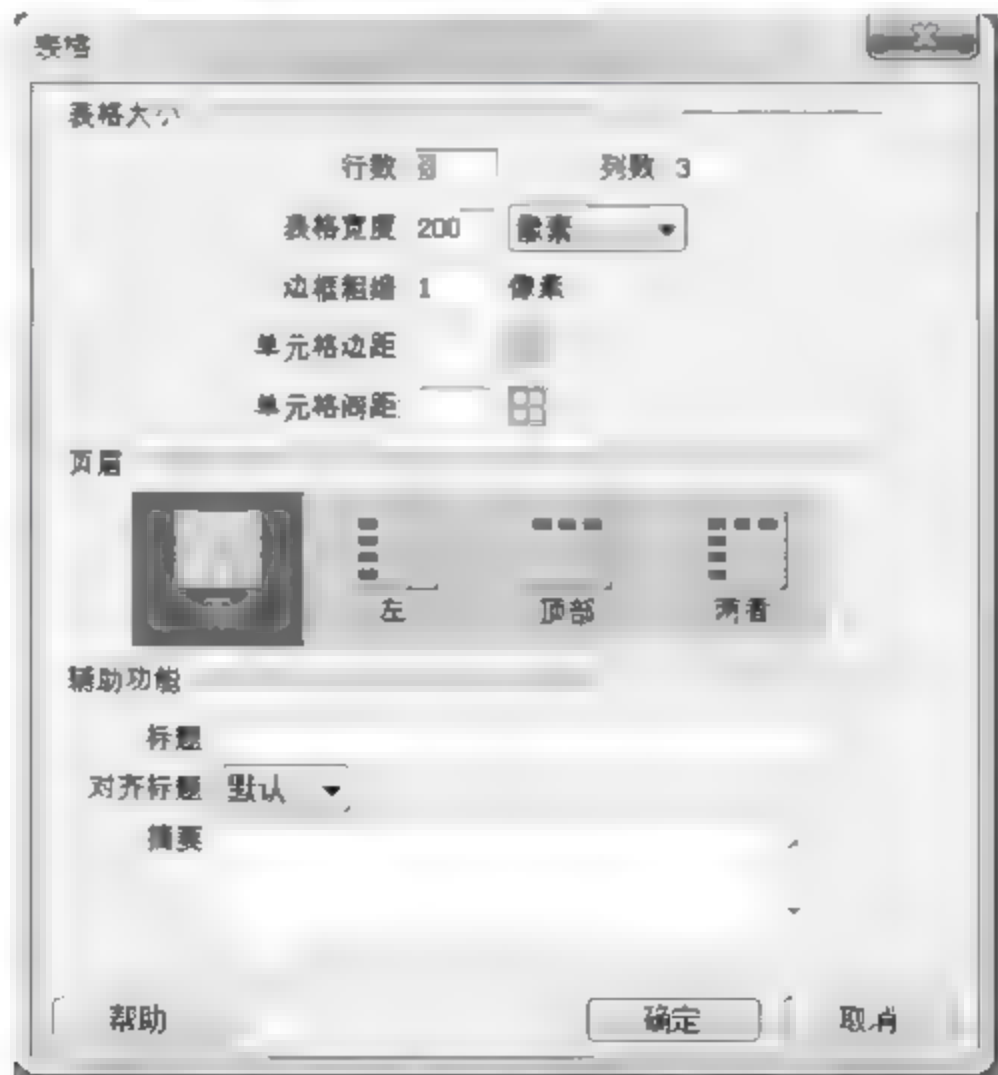 表格
表格大小
行数 列数 3
表格宽度 200 像素
边框粗细 1 像素
单元格边距
单元格间距
页眉
左 顶部 两者
辅助功能
标题
对齐标题 默认
摘要
帮助 确定 取消